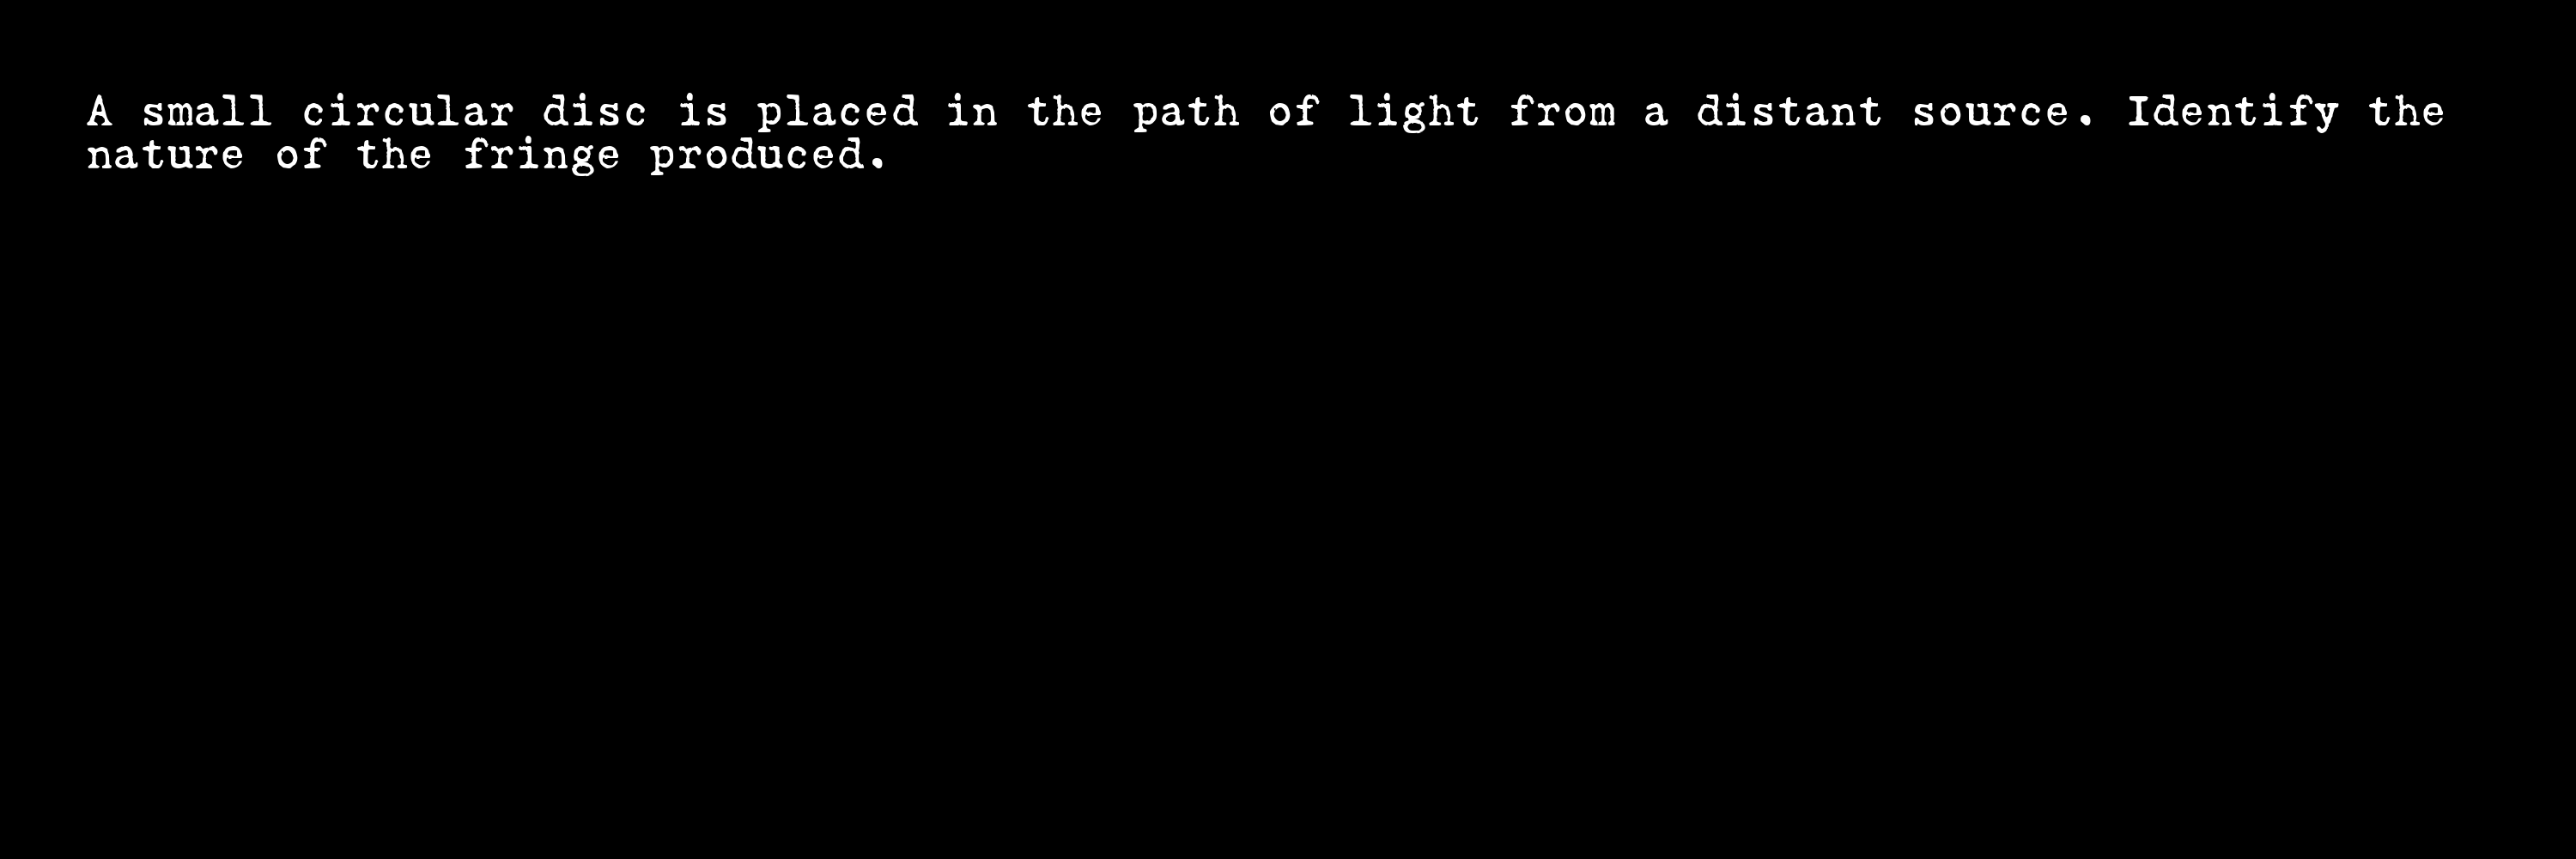 A small circular disc is placed in the path of light from a distant source. Identify the
nature of the fringe produced.